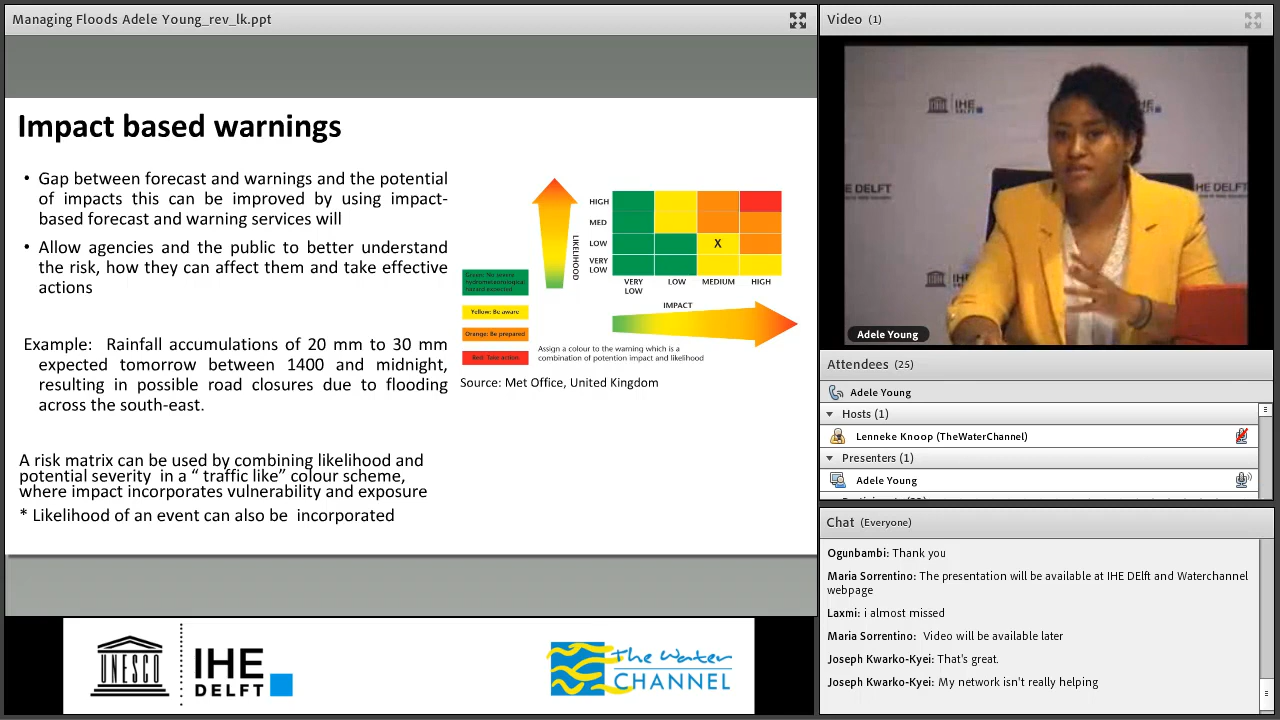 Managing Floods Adele Young_rev_lk.ppt
Impact based warnings
• Gap between forecast and warnings and the potential
of impacts this can be improved by using impact-
based forecast and warning services will
• Allow agencies and the public to better understand
the risk, how they can affect them and take effective
actions
Example: Rainfall eccunulations of 20 mm to 30 mm
expected tomorrow between 1400 and midnight,
resulting in possible road closures due to flooding
across the south-east.
A risk matrix can be used by combining likelihood and
potential severity in a “ traffic like” colour scheme,
where impact incorporates vulnerability and exposure
* Likelihood of an event can also be incorporated
LIKELIHOOD
HIGH
MED
LOW
X
VERY
LOW
VERY
LOW
LOW
MEDIUM
HIGH
IMPACT
Green: No severe
hydrometeorological
hazard expected
Yellow: Be aware
Orange: Be prepared
Red: Take action
Assign a colour to the warning which is a
combination of potention impact and likelihood
Source: Met Office, United Kingdom
UNESCO
IHE
DELFT
The Water
CHANNEL
Video (1)
IHE
IHE
DELFT
IHE DELFT
IHE
Adele Young
Attendees (25)
Adele Young
Hosts (1)
Lenneke Knoop (TheWaterChannel)
Presenters (1)
Adele Young
Chat (Everyone)
Ogunbambi: Thank you
Maria Sorrentino: The presentation will be available at IHE DElft and Waterchannel
webpage
Laxmi: i almost missed
Maria Sorrentino: Video will be available later
Joseph Kwarko-Kyei: That's great.
Joseph Kwarko-Kyei: My network isn't really helping